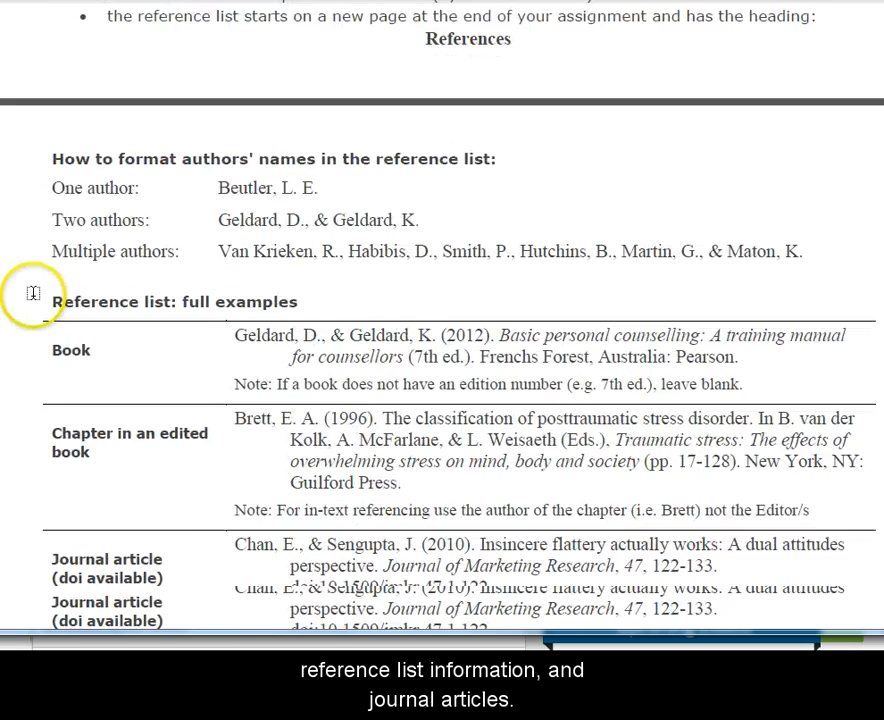 • the reference list starts on a new page at the end of your assignment and has the heading:
References
How to format authors' names in the reference list:
One author: Beutler, L. E.
Two authors: Geldard, D., & Geldard, K.
Multiple authors: Van Krieken, R., Habibis, D., Smith, P., Hutchins, B., Martin, G., & Maton, K.
Reference list: full examples
Book
Geldard, D., & Geldard, K. (2012). Basic personal counselling: A training manual
for counsellors (7th ed.). Frenchs Forest, Australia: Pearson.
Note: If a book does not have an edition number (e.g. 7th ed.), leave blank.
Chapter in an edited
book
Brett, E. A. (1996). The classification of posttraumatic stress disorder. In B. van der
Kolk, A. McFarlane, & L. Weisaeth (Eds.), Traumatic stress: The effects of
overwhelming stress on mind, body and society (pp. 17-128). New York, NY:
Guilford Press.
Note: For in-text referencing use the author of the chapter (i.e. Brett) not the Editor/s
Journal article
(doi available)
Chan, E., & Sengupta, J. (2010). Insincere flattery actually works: A dual attitudes
perspective. Journal of Marketing Research, 47, 122-133.
Journal article
(doi available)
perspective. Journal of Marketing Research, 47, 122-133.
reference list information, and
journal articles.